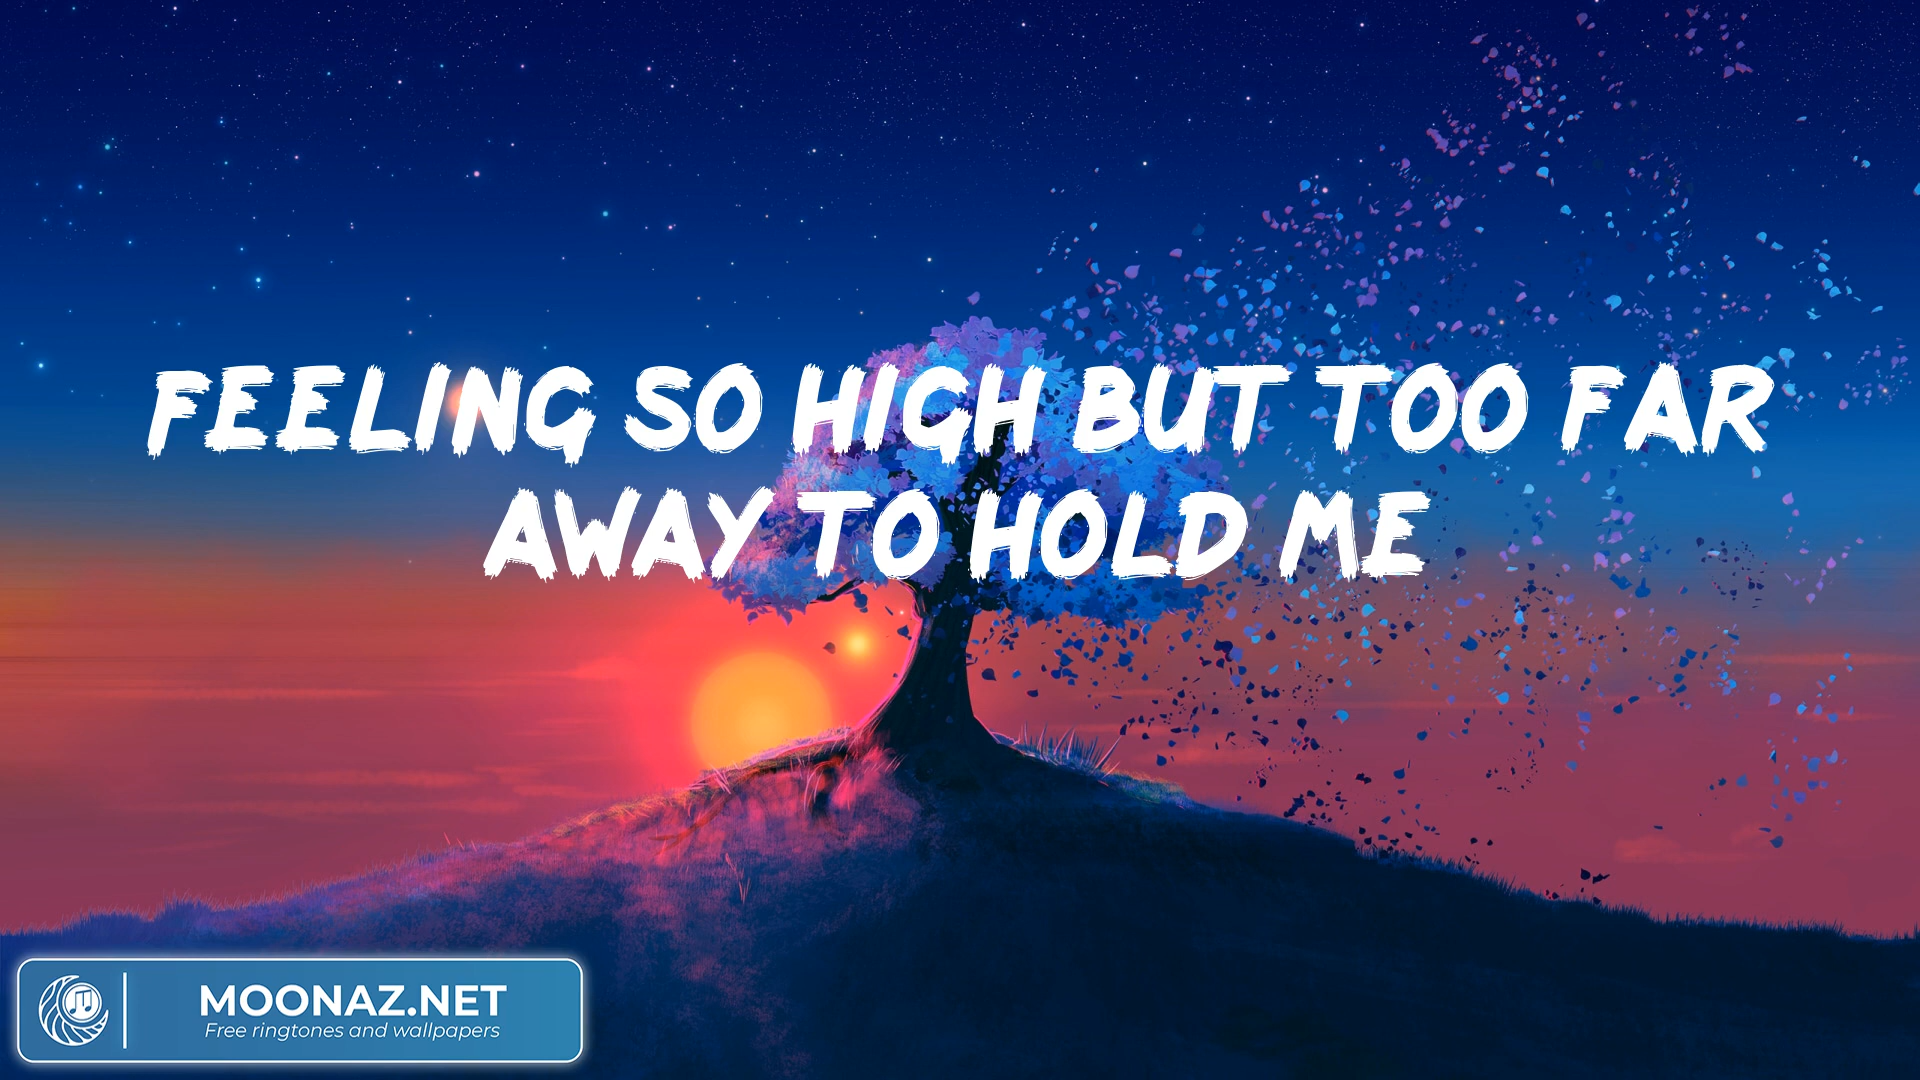 FEELING SO HIGH BUT TOO FAR
AWAY TO HOLD ME
MOONAZ.NET
Free ringtones and wallpapers